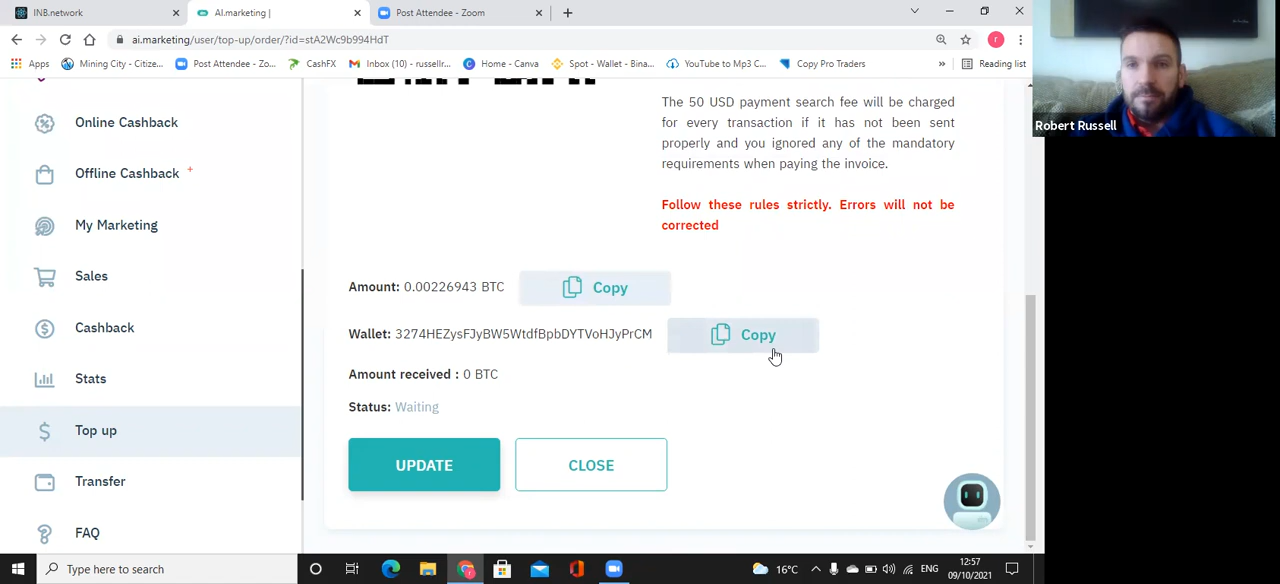 INB.network
AI.marketing |
Post Attendee - Zoom
ai.marketing/user/top-up/order/?id=stA2Wc9b994HdT
Apps
Mining City - Citize...
Post Attendee - Zo...
CashFX
Inbox (10) - russellr...
Home - Canva
Spot - Wallet - Bina...
YouTube to Mp3 C...
Copy Pro Traders
»
Reading list
r
Robert Russell
Online Cashback
Offline Cashback +
My Marketing
Sales
Cashback
Stats
Top up
Transfer
FAQ
The 50 USD payment search fee will be charged
for every transaction if it has not been sent
properly and you ignored any of the mandatory
requirements when paying the invoice.
Follow these rules strictly. Errors will not be
corrected
Amount: 0.00226943 BTC
Copy
Wallet: 3274HEZysFJyBW5WtdfBpbDYTVoHJyPrCM
Copy
Amount received : 0 BTC
Status: Waiting
UPDATE
CLOSE
Type here to search
16°C
ENG
12:57
09/10/2021